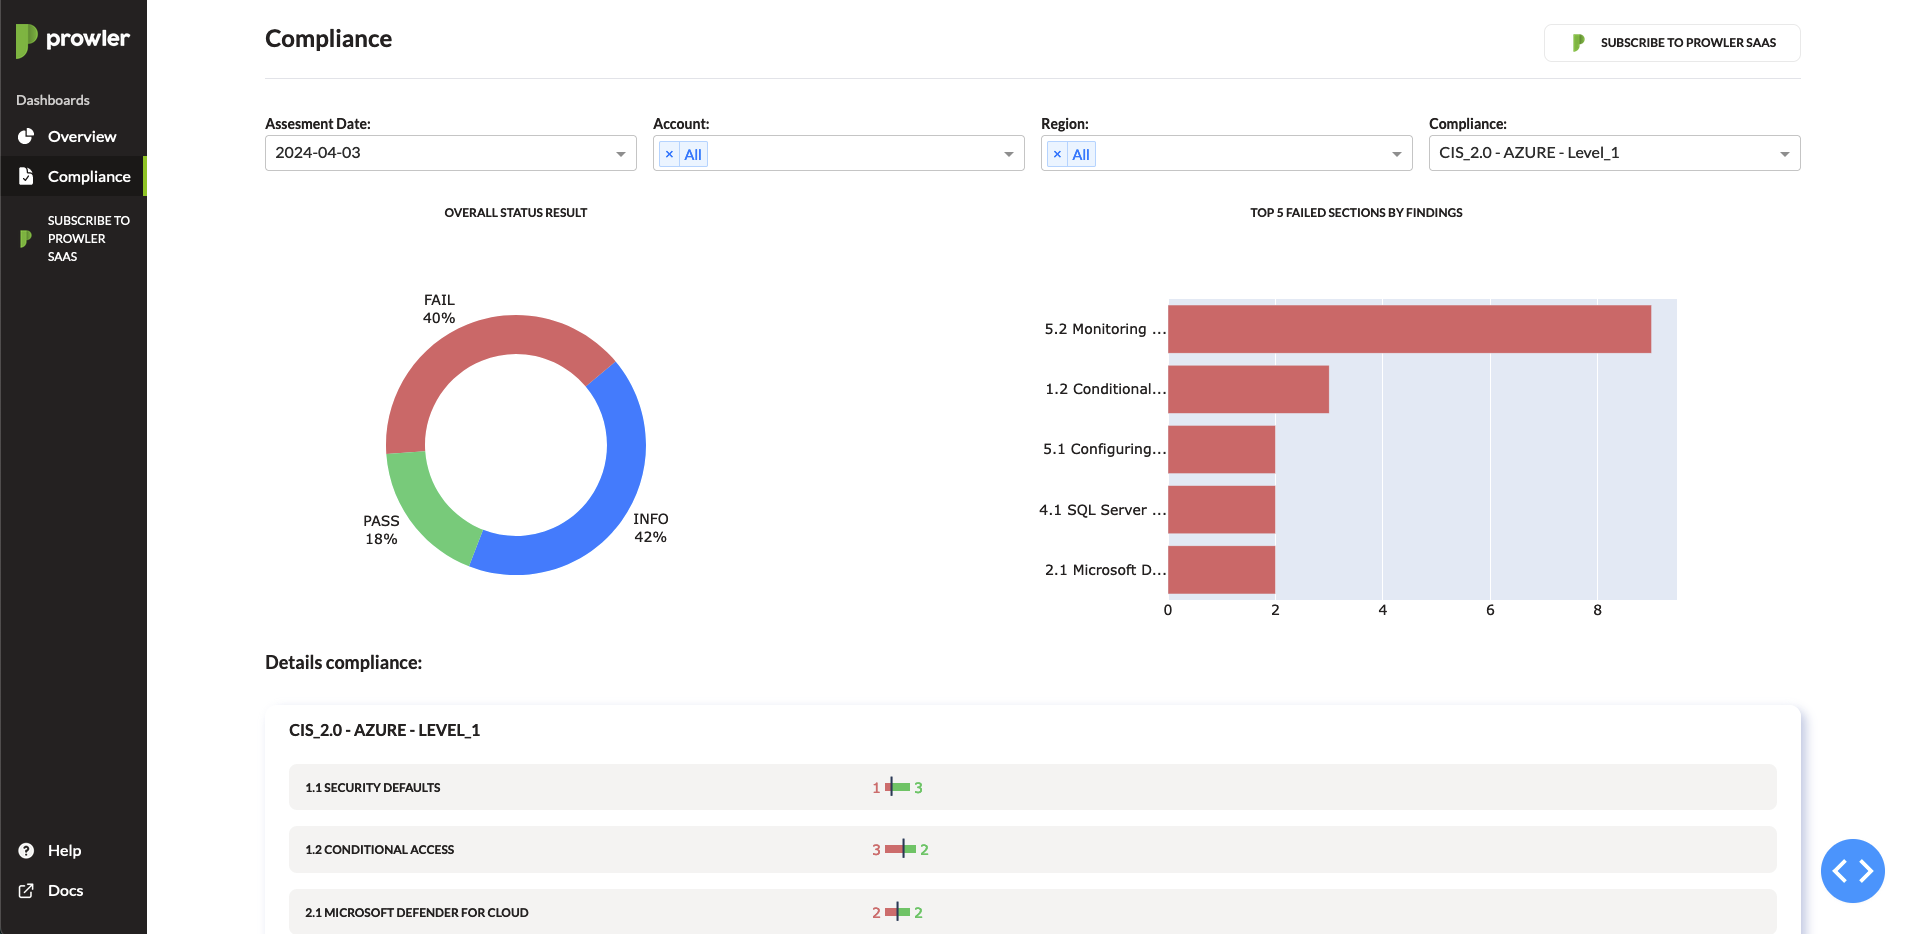 prowler
Dashboards
Overview
Compliance
SUBSCRIBE TO
PROWLER
SAAS
Help
Docs
Compliance
SUBSCRIBE TO PROWLER SAAS
Assesment Date:
2024-04-03
Account:
× All
Region:
× All
Compliance:
CIS_2.0 - AZURE - Level_1
OVERALL STATUS RESULT
FAIL
40%
PASS
18%
INFO
42%
TOP 5 FAILED SECTIONS BY FINDINGS
5.2 Monitoring ...
1.2 Conditional...
5.1 Configuring...
4.1 SQL Server ...
2.1 Microsoft D...
0 2 4 6 8
Details compliance:
CIS_2.0 - AZURE - LEVEL_1
1.1 SECURITY DEFAULTS 1 3
1.2 CONDITIONAL ACCESS 3 2
2.1 MICROSOFT DEFENDER FOR CLOUD 2 2